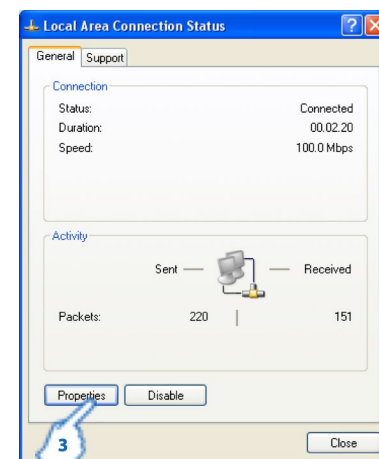 Local Area Connection Status
General Support
Connection
Status: Connected
Duration: 00.02.20
Speed: 100.0 Mbps
Activity
Sent — — Received
Packets: 220 | 151
Properties Disable
3
Close